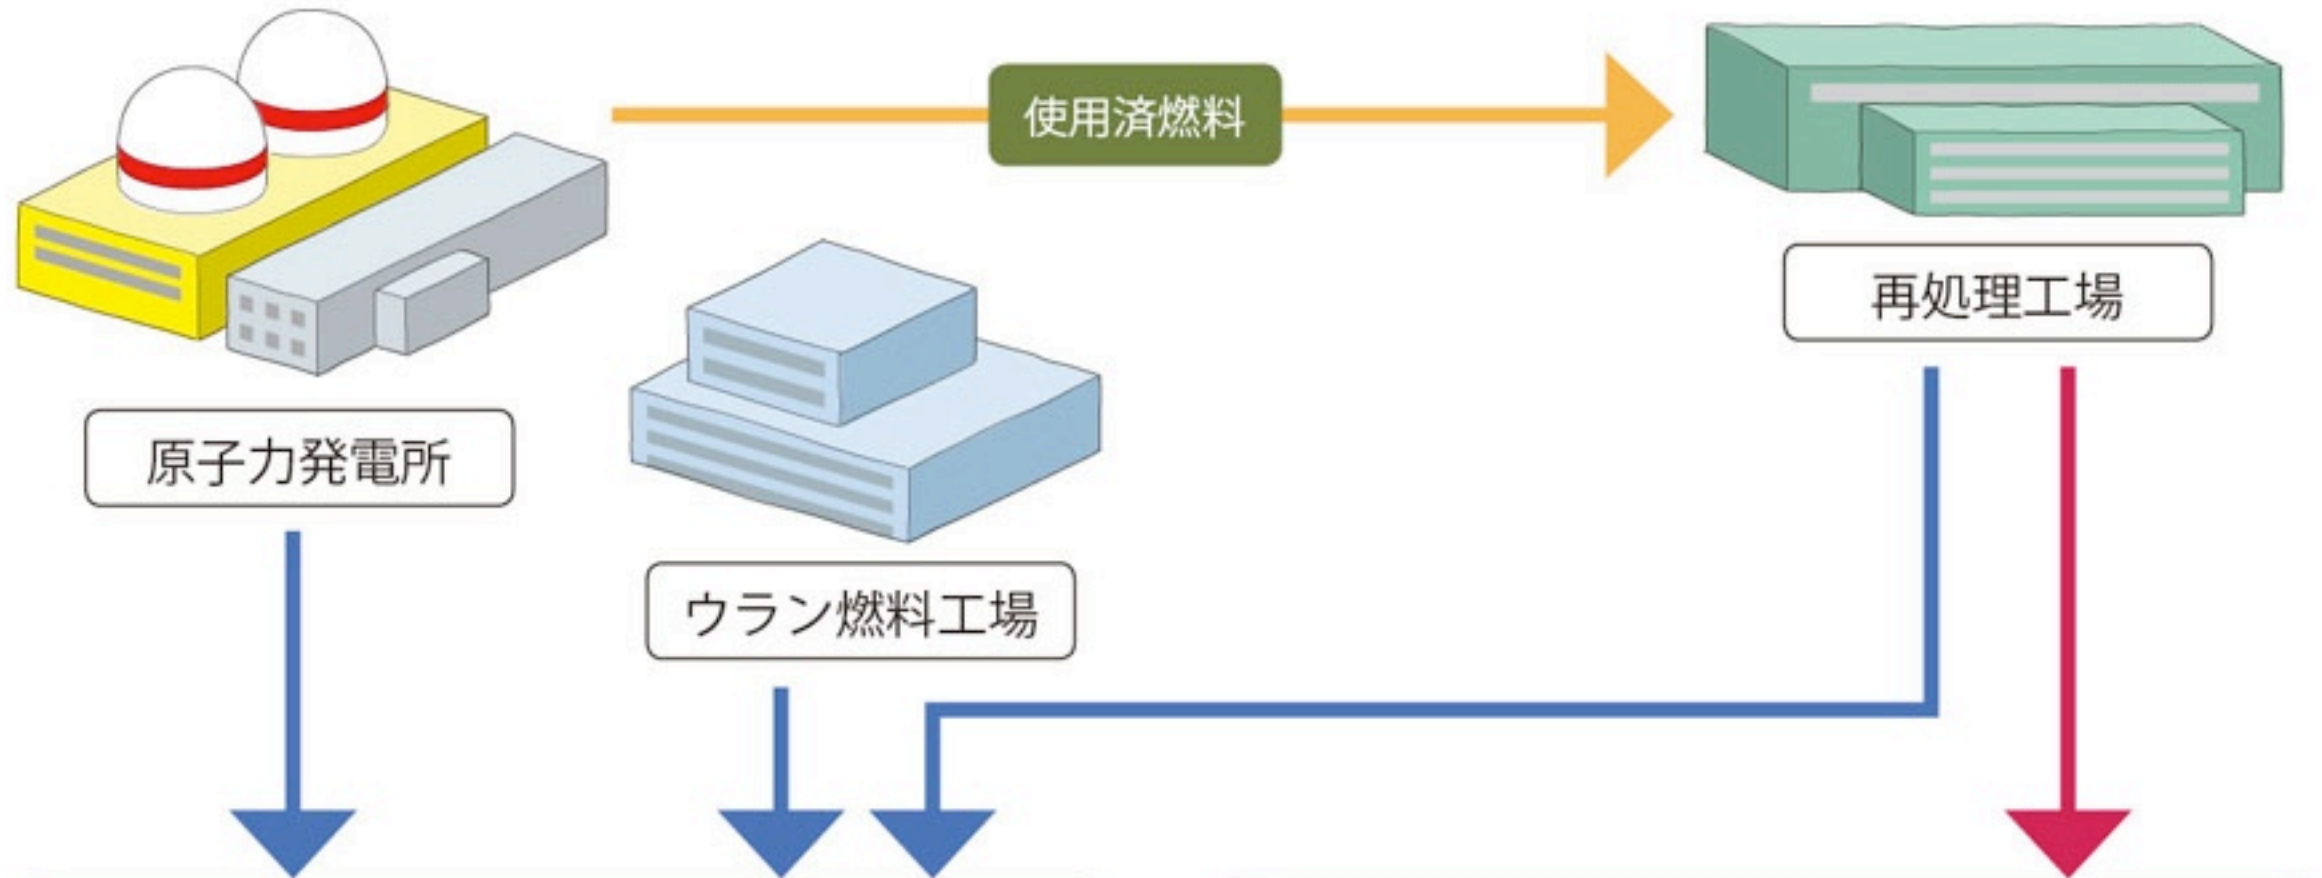 使用済燃料
再処理工場
原子力発電所
ウラン燃料工場